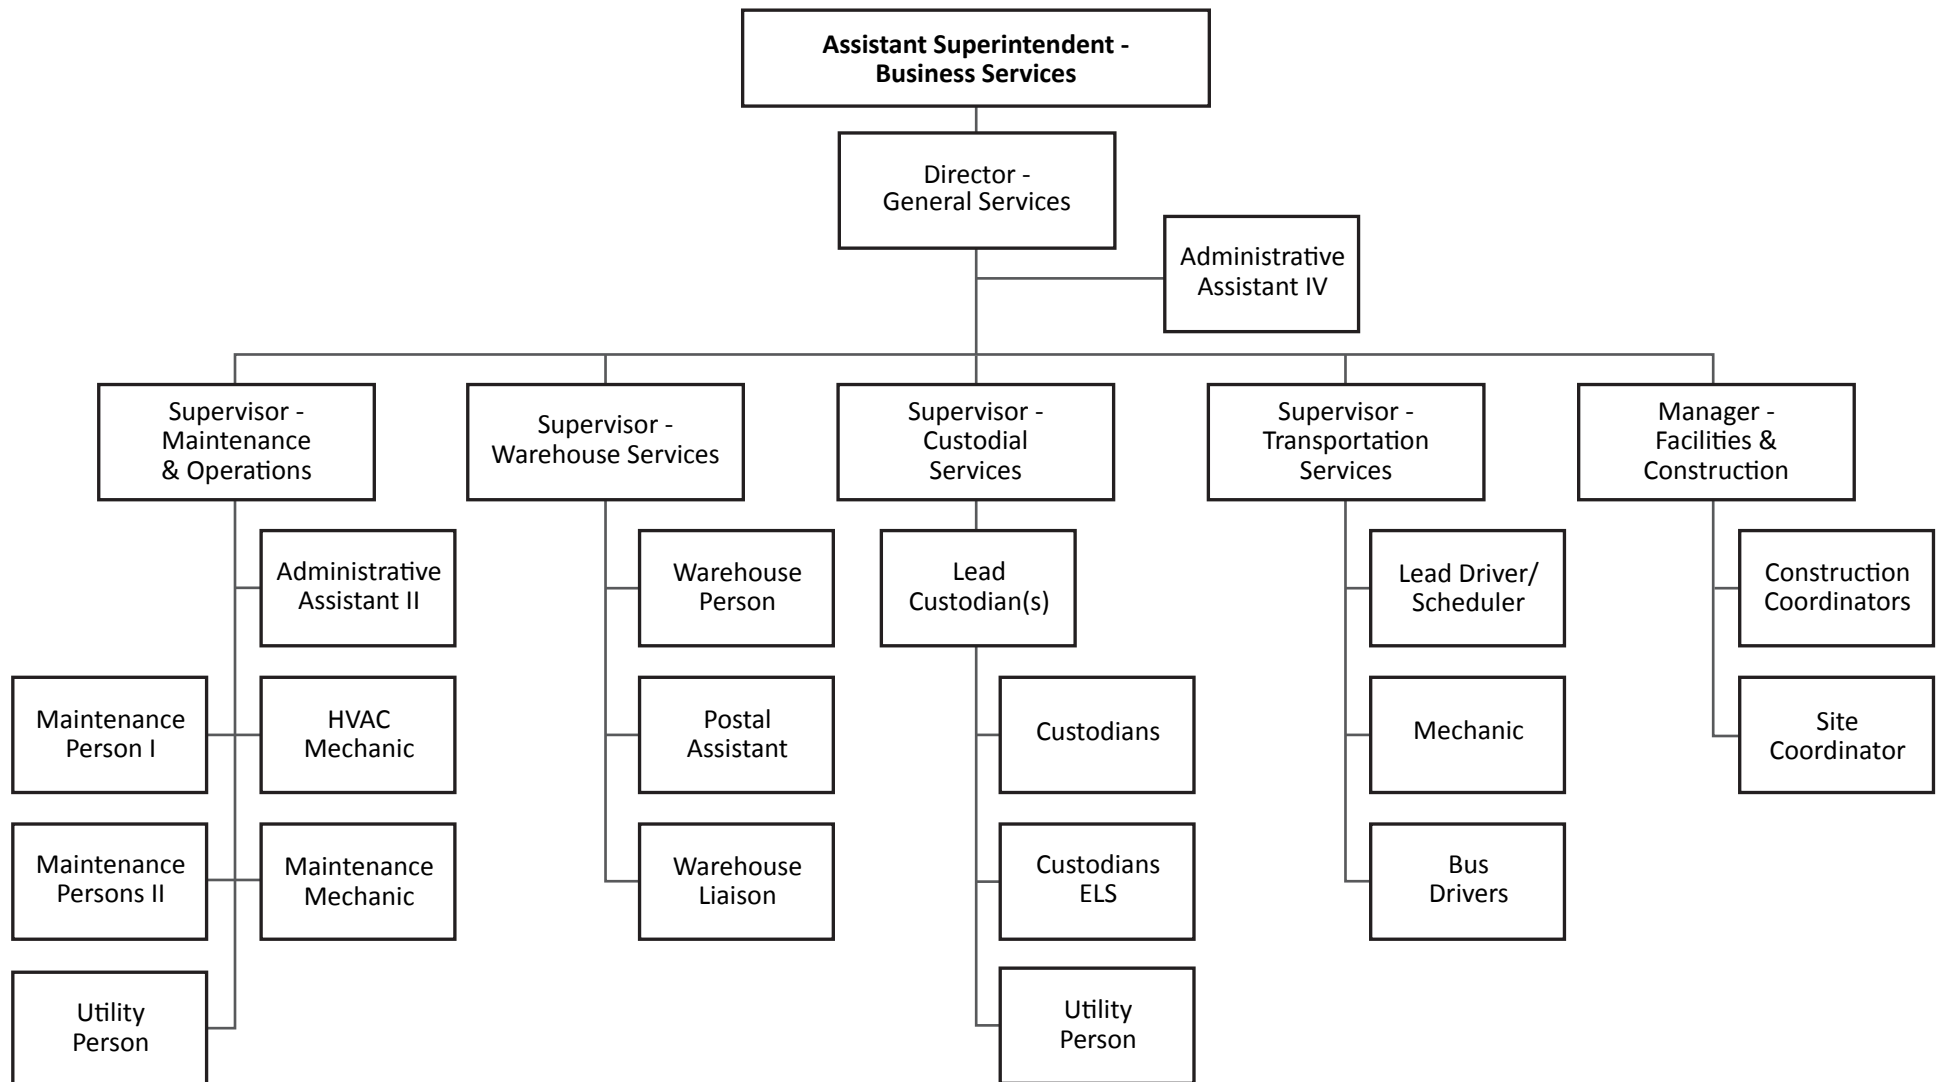 Assistant Superintendent -
Business Services
Director -
General Services
Administrative
Assistant IV
Supervisor -
Maintenance
& Operations
Supervisor -
Warehouse Services
Supervisor -
Custodial
Services
Supervisor -
Transportation
Services
Manager -
Facilities &
Construction
Administrative
Assistant II
Warehouse
Person
Lead
Custodian(s)
Lead Driver/
Scheduler
Construction
Coordinators
Maintenance
Person I
HVAC
Mechanic
Postal
Assistant
Custodians
Mechanic
Site
Coordinator
Maintenance
Persons II
Maintenance
Mechanic
Warehouse
Liaison
Custodians
ELS
Bus
Drivers
Utility
Person
Utility
Person